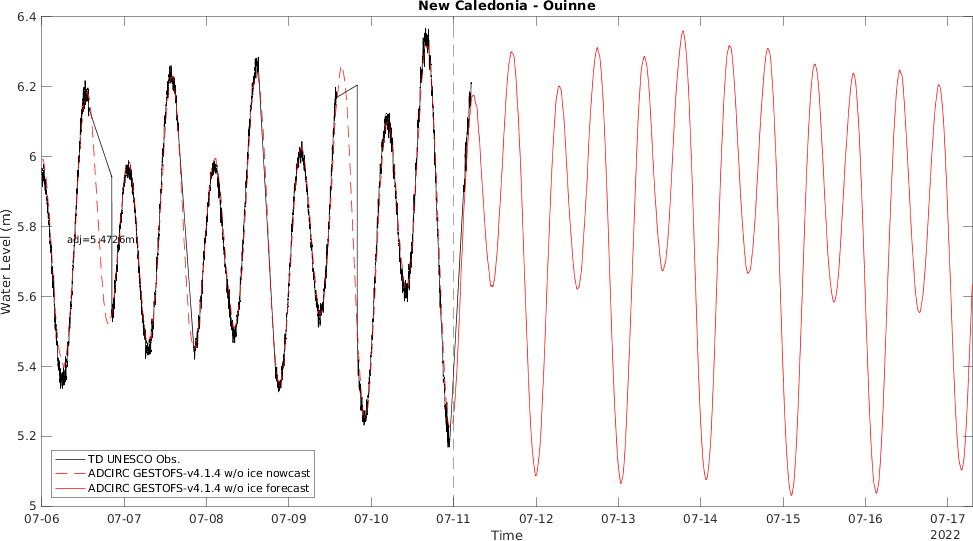 New Caledonia - Ouinne
6.4
6.2
6
5.8
5.6
5.4
5.2
5
Water Level (m)
adj=5.4726m
TD UNESCO Obs.
ADCIRC GESTOFS-v4.1.4 w/o ice nowcast
ADCIRC GESTOFS-v4.1.4 w/o ice forecast
07-06 07-07 07-08 07-09 07-10 07-11 07-12 07-13 07-14 07-15 07-16 07-17
Time
2022